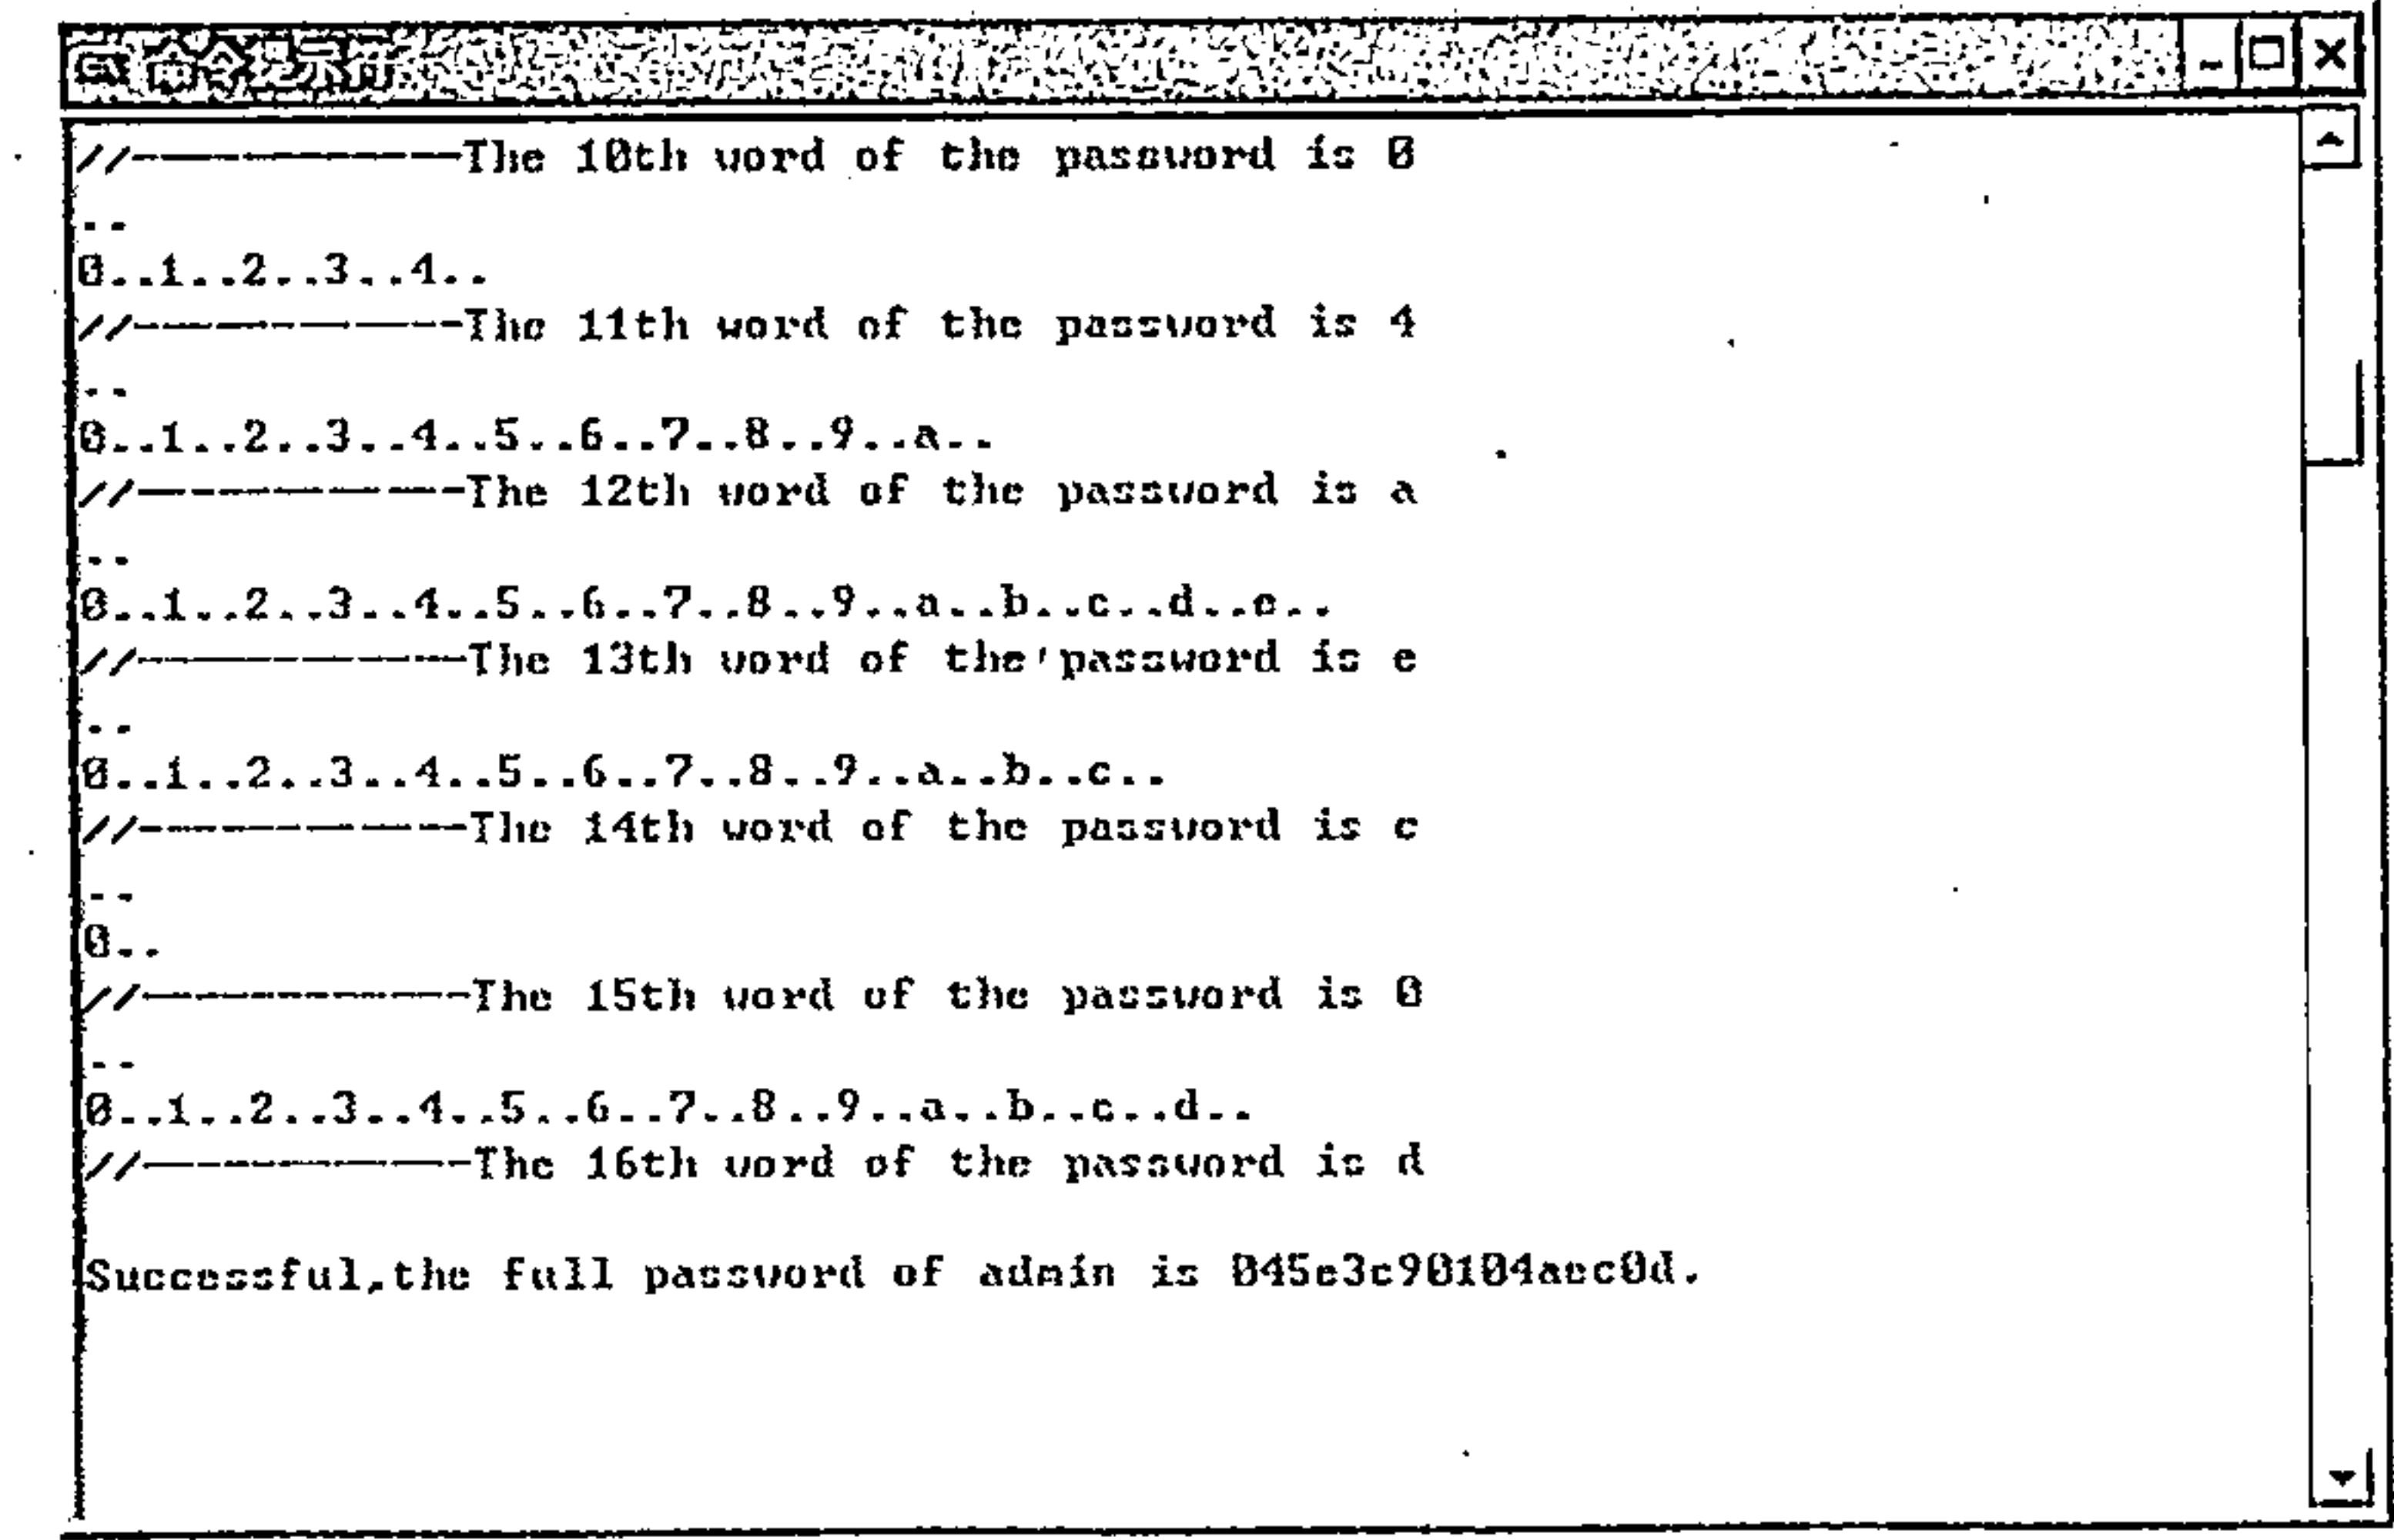 命令提示符
//------------The 10th word of the password is 0
--
0..1..2..3..4..
//------------The 11th word of the password is 4
--
0..1..2..3..4..5..6..7..8..9..a..
//------------The 12th word of the password is a
--
0..1..2..3..4..5..6..7..8..9..a..b..c..d..e..
//------------The 13th word of the password is e
--
0..1..2..3..4..5..6..7..8..9..a..b..c..
//------------The 14th word of the password is c
--
0..
//------------The 15th word of the password is 0
--
0..1..2..3..4..5..6..7..8..9..a..b..c..d..
//------------The 16th word of the password is d
Successful,the full password of admin is 045e3c90104aec0d.